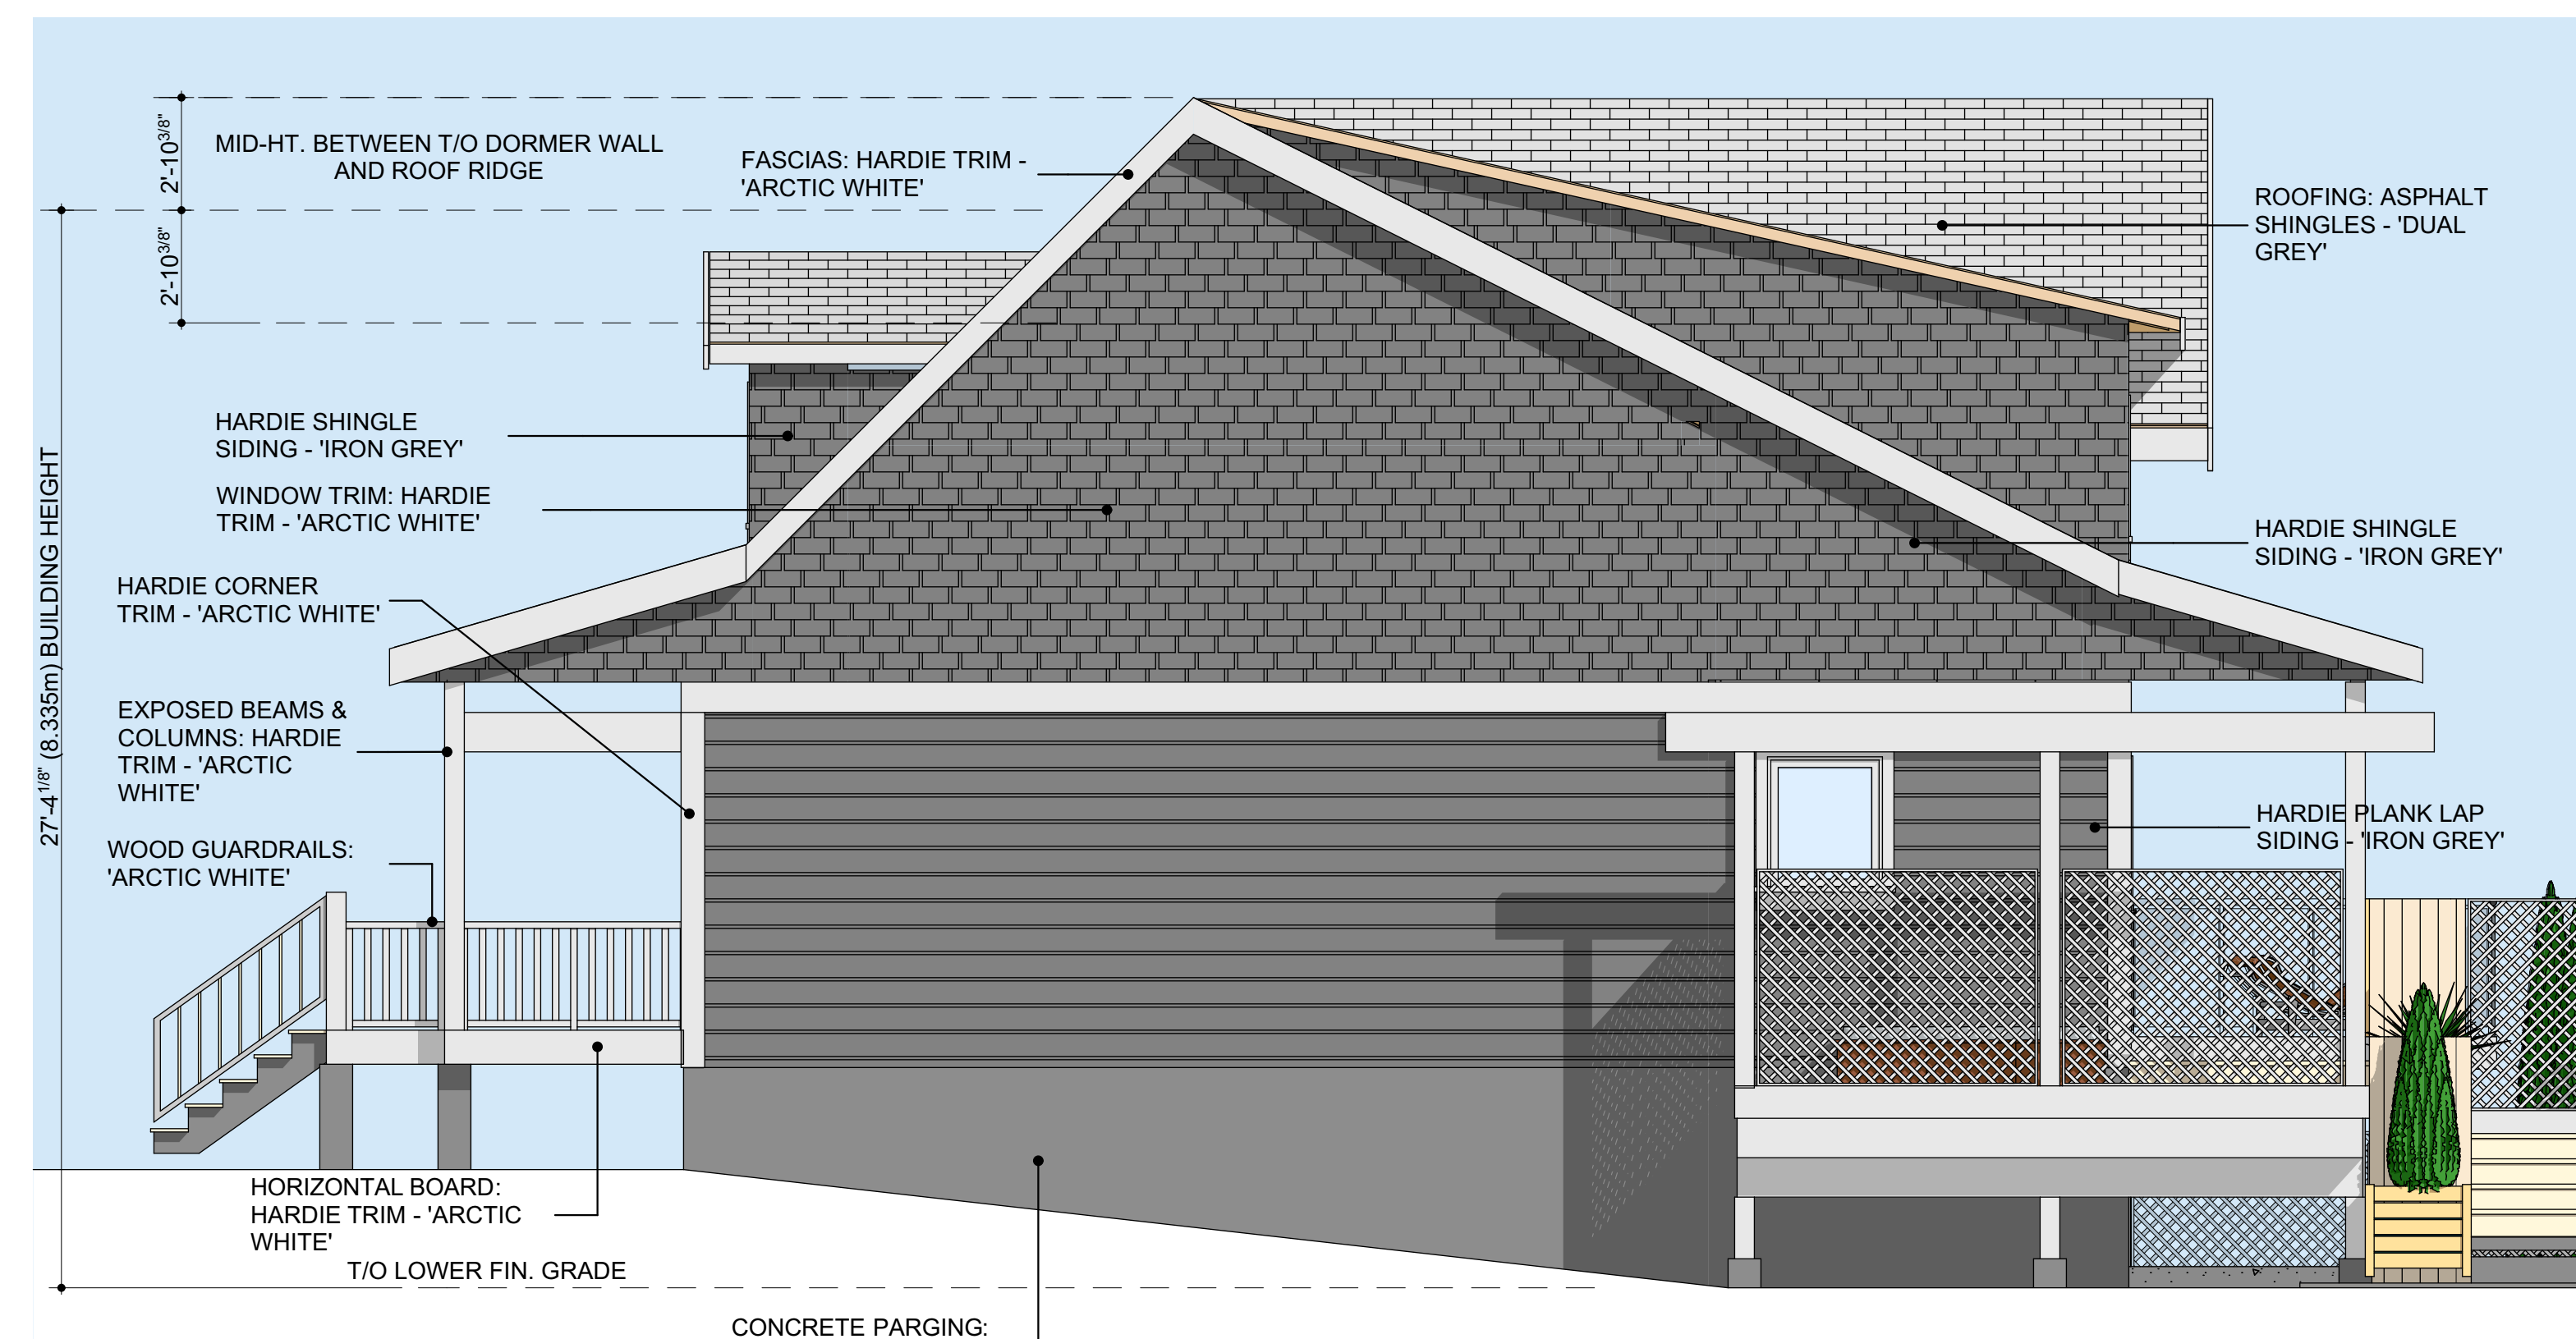 2'-10 3/8"
MID-HT. BETWEEN T/O DORMER WALL
AND ROOF RIDGE
FASCIAS: HARDIE TRIM -
'ARCTIC WHITE'
ROOFING: ASPHALT
SHINGLES - 'DUAL
GREY'
2'-10 3/8"
HARDIE SHINGLE
SIDING - 'IRON GREY'
WINDOW TRIM: HARDIE
TRIM - 'ARCTIC WHITE'
HARDIE SHINGLE
SIDING - 'IRON GREY'
27'-4 1/8" (8.335m) BUILDING HEIGHT
HARDIE CORNER
TRIM - 'ARCTIC WHITE'
EXPOSED BEAMS &
COLUMNS: HARDIE
TRIM - 'ARCTIC
WHITE'
HARDIE PLANK LAP
SIDING - 'IRON GREY'
WOOD GUARDRAILS:
'ARCTIC WHITE'
HORIZONTAL BOARD:
HARDIE TRIM - 'ARCTIC
WHITE'
T/O LOWER FIN. GRADE
CONCRETE PARGING: